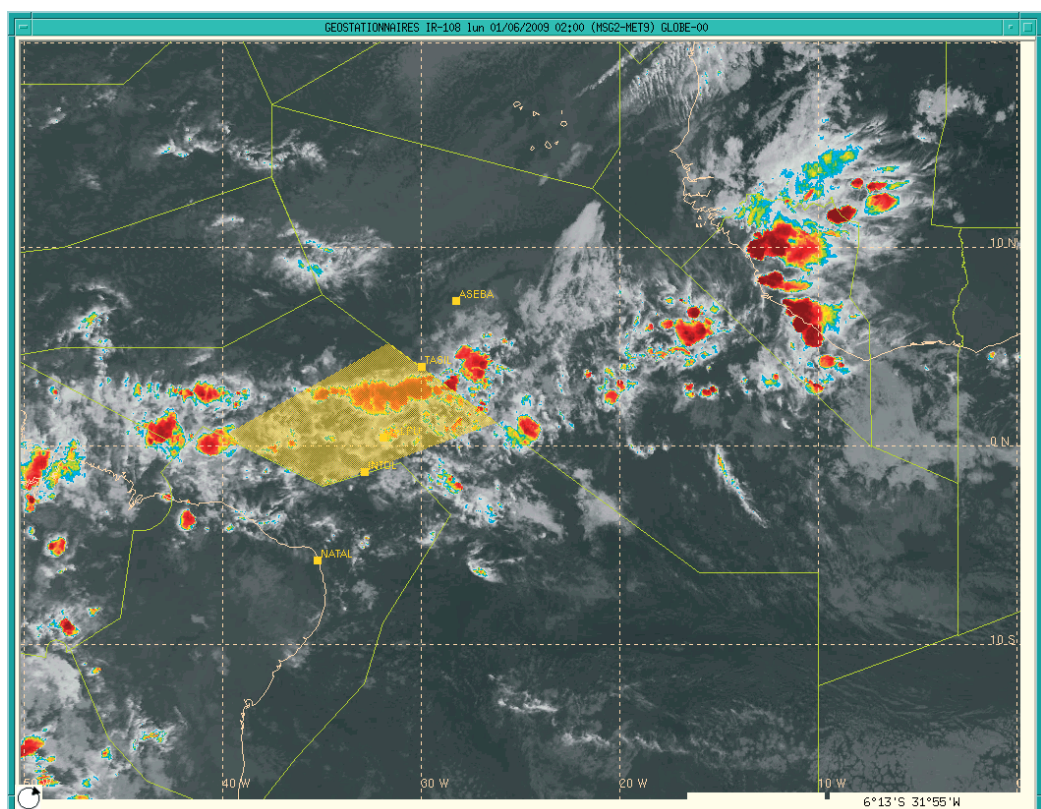 GEOSTATIONNAIRES IR-108 lun 01/06/2009 02:00 (MSG2-MET9) GLOBE-00
10 N
ASEBA
TASIL
0 N
INTOL
NATAL
10 S
40 W
30 W
20 W
10 W
6°13'S 31°55'W